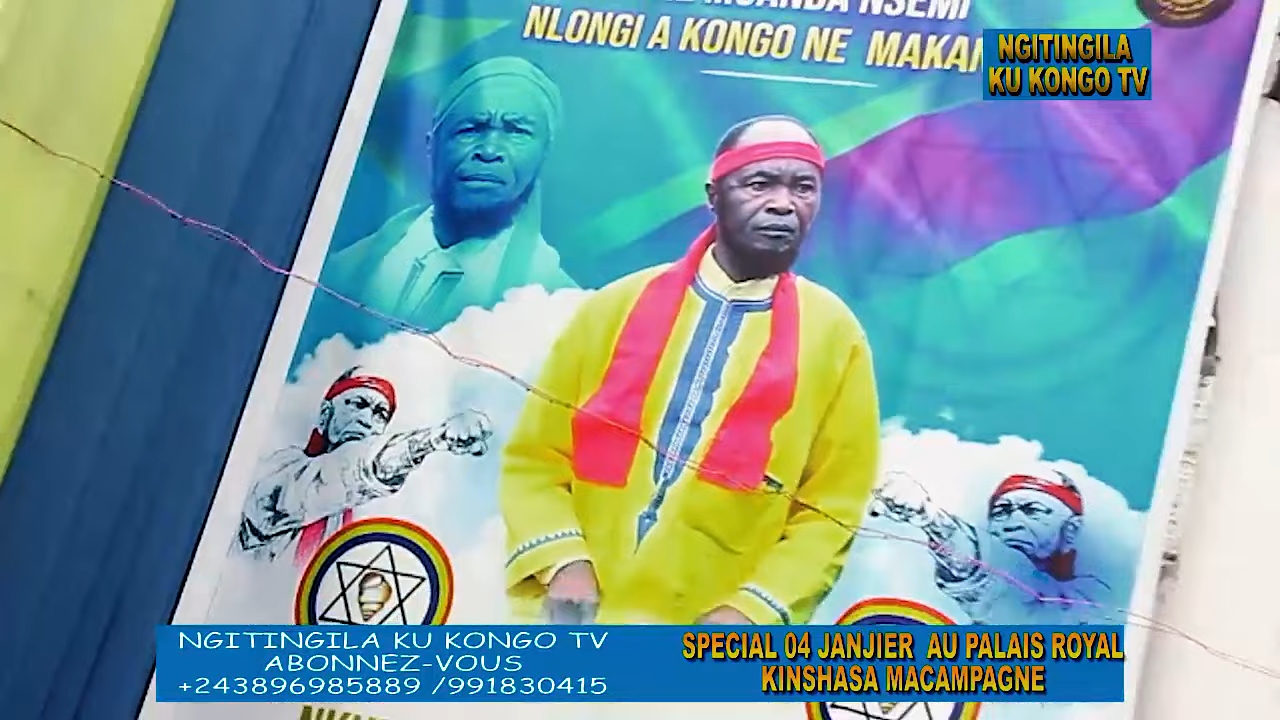 MUANDA NSEMI
NLONGI A KONGO NE
NGITINGILA
KU KONGO TV
NGITINGILA KU KONGO TV
ABONNEZ-VOUS
+243896985889 /991830415
SPECIAL 04 JANJIER AU PALAIS ROYAL
KINSHASA MACAMPAGNE